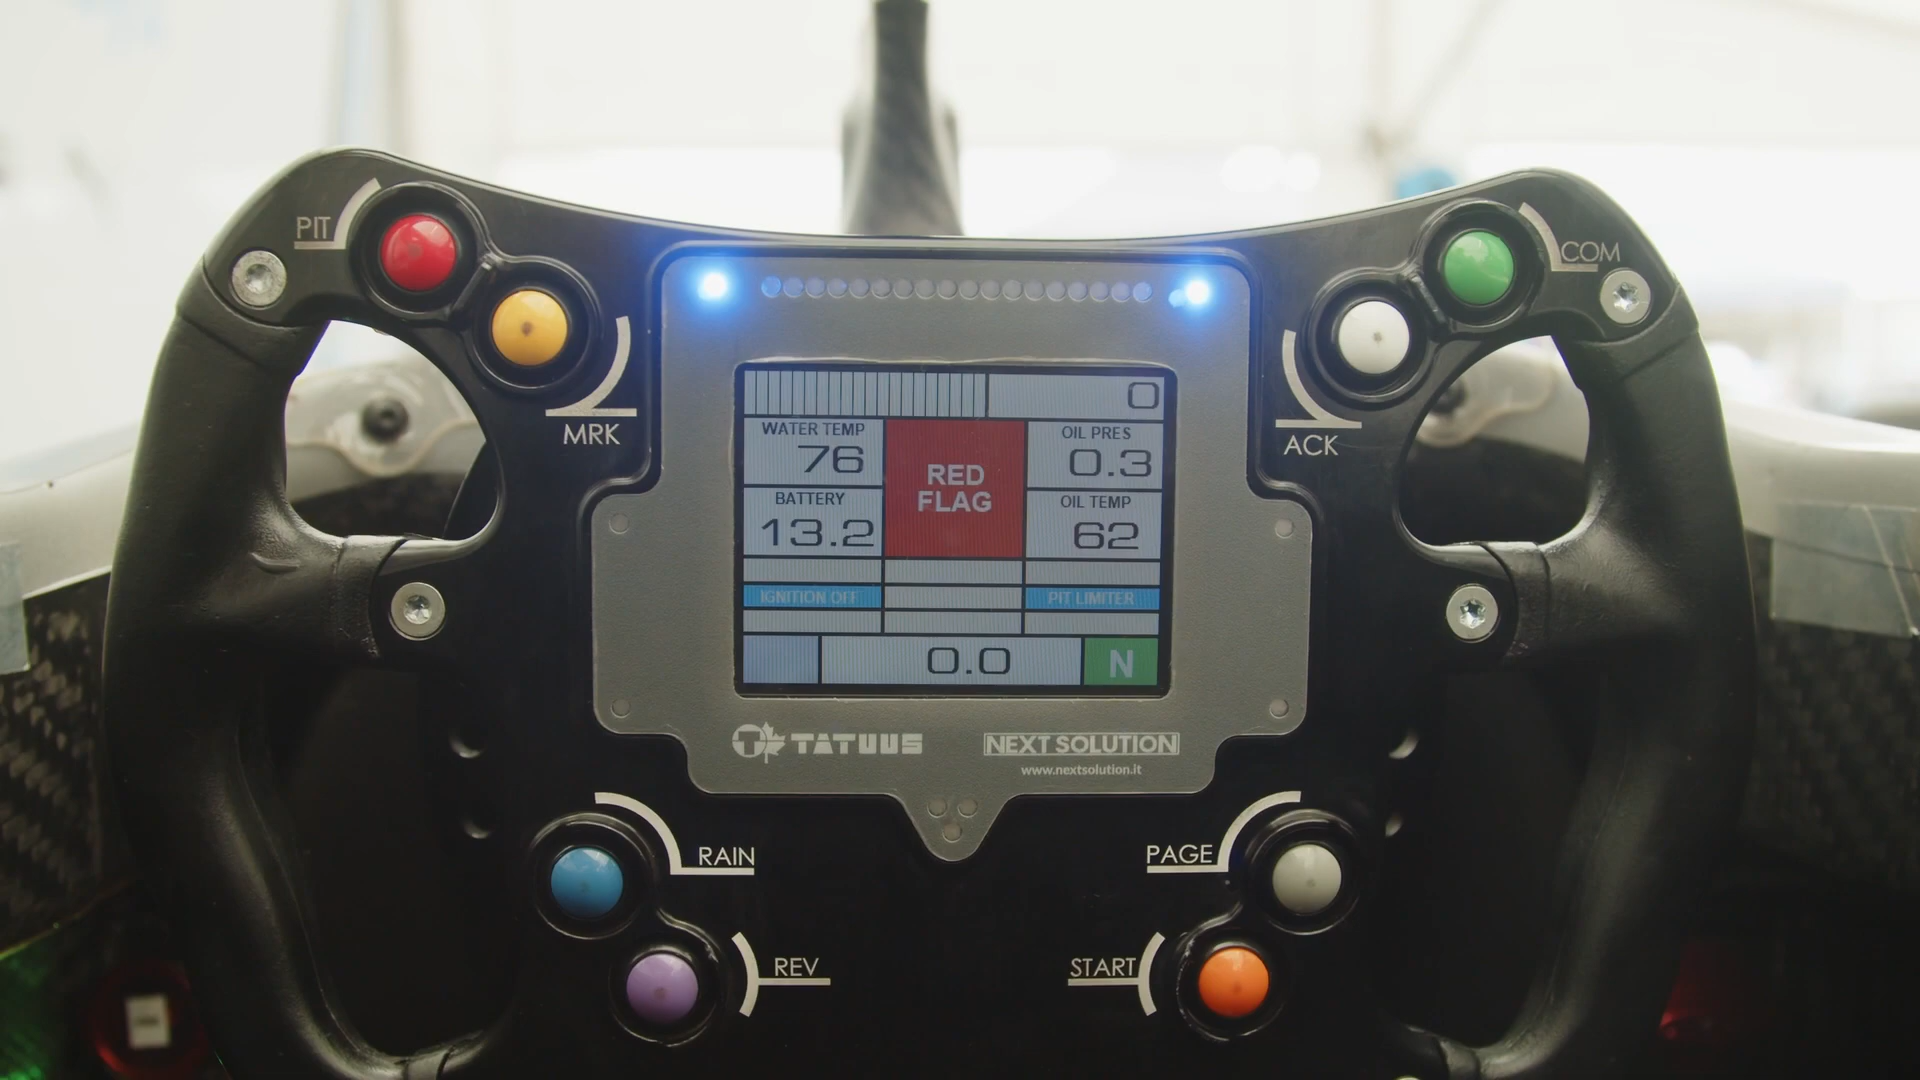 PIT
COM
MRK
ACK
0
WATER TEMP
76
RED
FLAG
OIL PRES
0.3
BATTERY
13.2
OIL TEMP
62
IGNITION OFF
PIT LIMITER
0.0
N
TATUUS
NEXT SOLUTION
www.nextsolution.it
RAIN
PAGE
REV
START